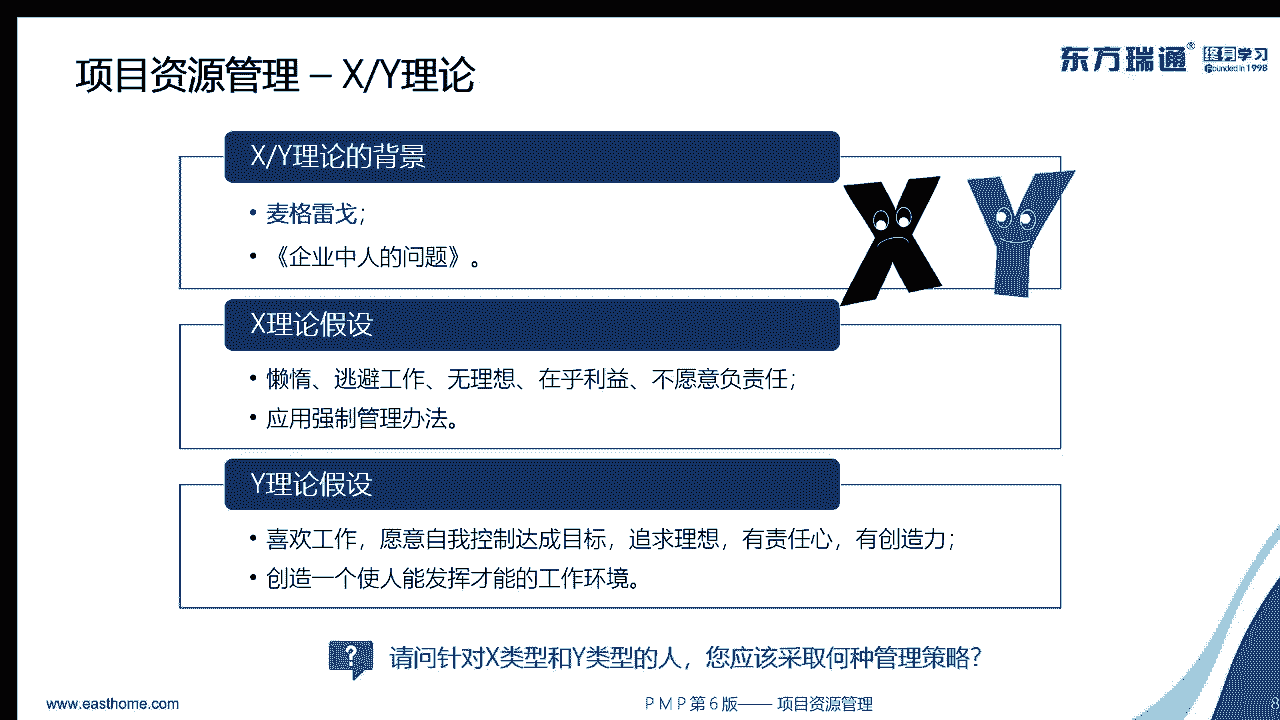 项目资源管理 – X/Y理论
东方瑞通®
终身学习
Founded in 1998
X/Y理论的背景
• 麦格雷戈;
• 《企业中人的问题》。
X Y
X理论假设
• 懒惰、逃避工作、无理想、在乎利益、不愿意负责任;
• 应用强制管理办法。
Y理论假设
• 喜欢工作，愿意自我控制达成目标，追求理想，有责任心，有创造力;
• 创造一个使人能发挥才能的工作环境。
? 请问针对X类型和Y类型的人，您应该采取何种管理策略?
www.easthome.com
PMP第6版—— 项目资源管理